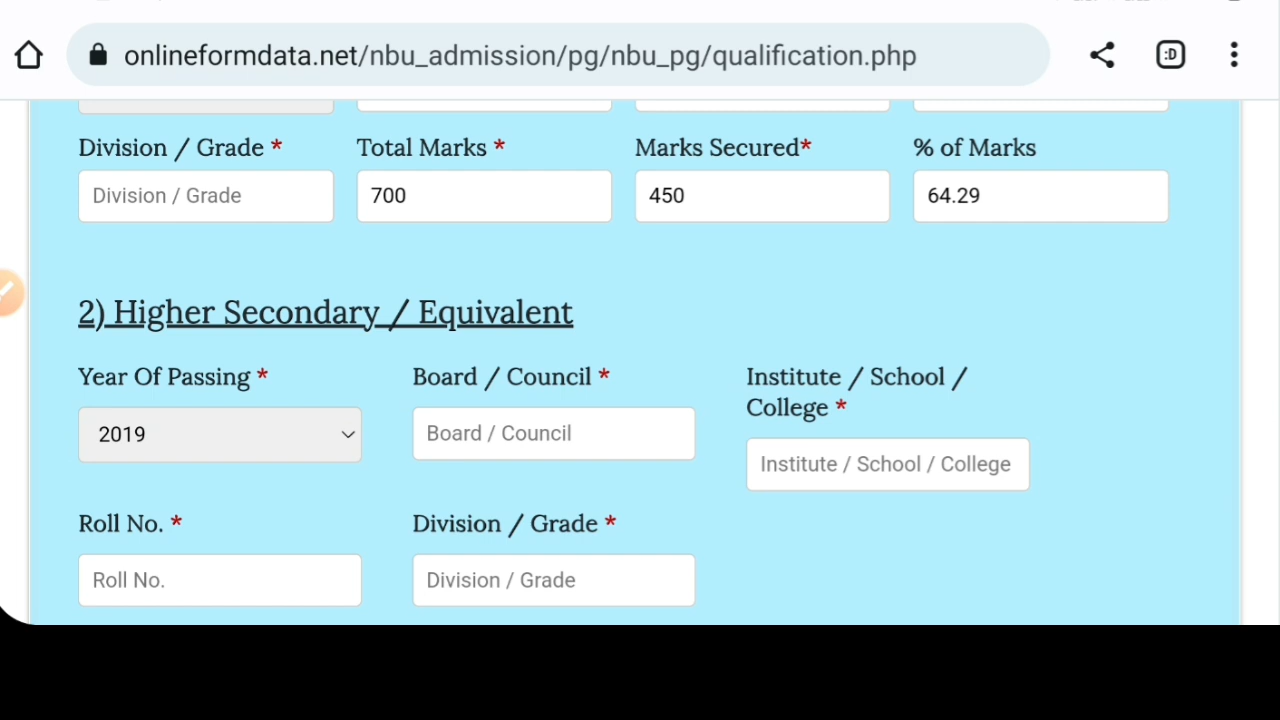 onlineformdata.net/nbu_admission/pg/nbu_pg/qualification.php
:D
Division / Grade * Total Marks * Marks Secured* % of Marks
Division / Grade 700 450 64.29
2) Higher Secondary / Equivalent
Year Of Passing * Board / Council * Institute / School /
College *
2019 Board / Council
Institute / School / College
Roll No. * Division / Grade *
Roll No. Division / Grade